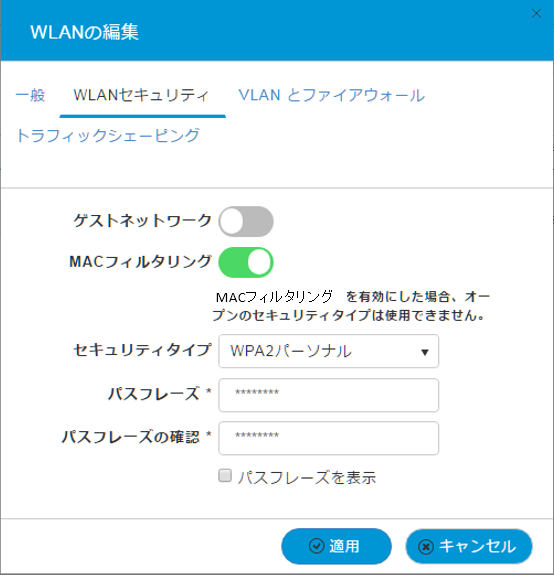 WLANの編集
一般 WLANセキュリティ VLAN とファイアウォール
トラフィックシェーピング
ゲストネットワーク
MACフィルタリング
MACフィルタリング を有効にした場合、オー
プンのセキュリティタイプは使用できません。
セキュリティタイプ WPA2パーソナル
パスフレーズ * ********
パスフレーズの確認 * ********
パスフレーズを表示
適用 キャンセル